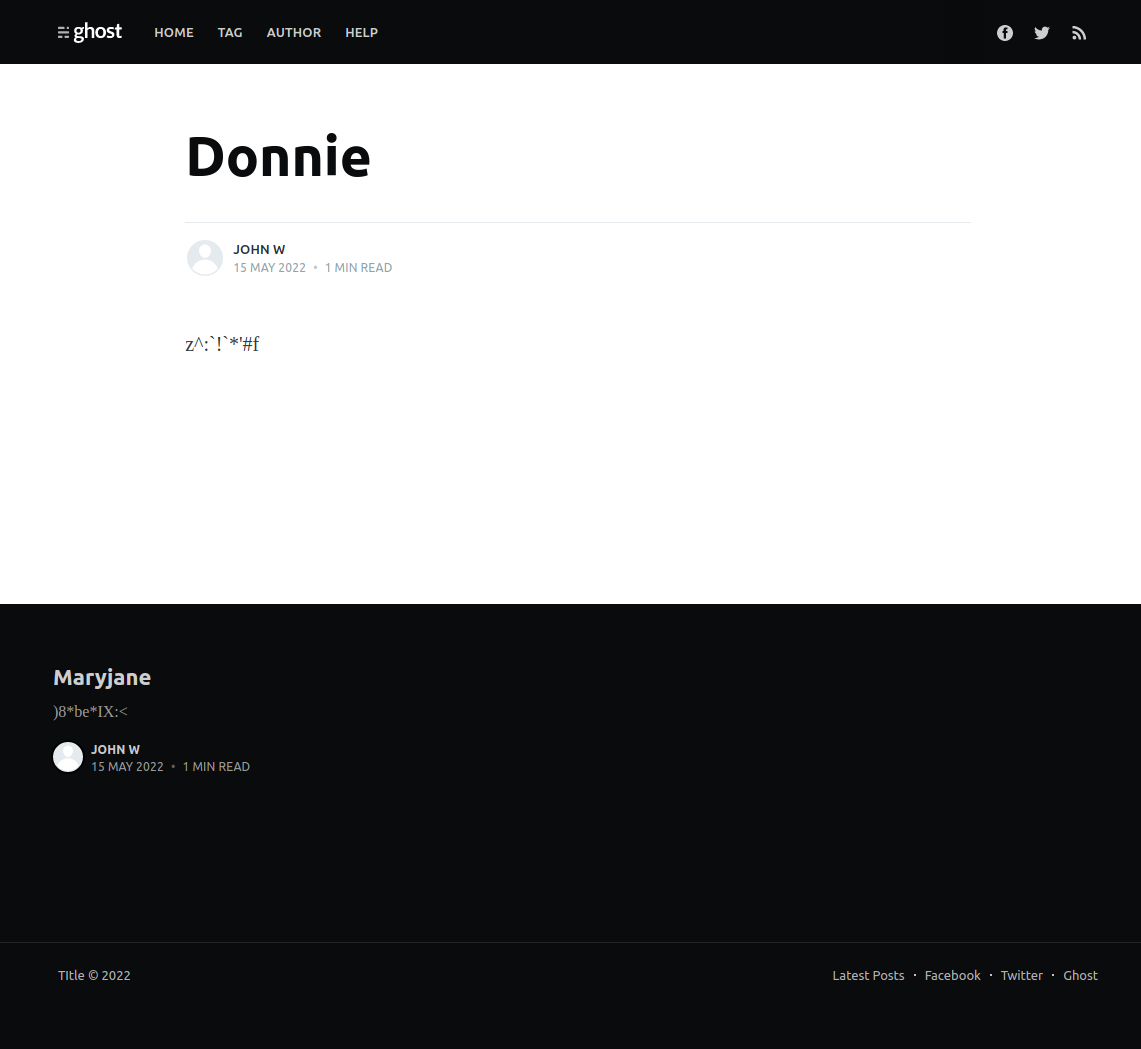 ghost HOME TAG AUTHOR HELP
Donnie
JOHN W
15 MAY 2022 • 1 MIN READ
z^:`!`*'#f
Maryjane
)8*be*IX:<
JOHN W
15 MAY 2022 • 1 MIN READ
TItle © 2022 Latest Posts • Facebook • Twitter • Ghost